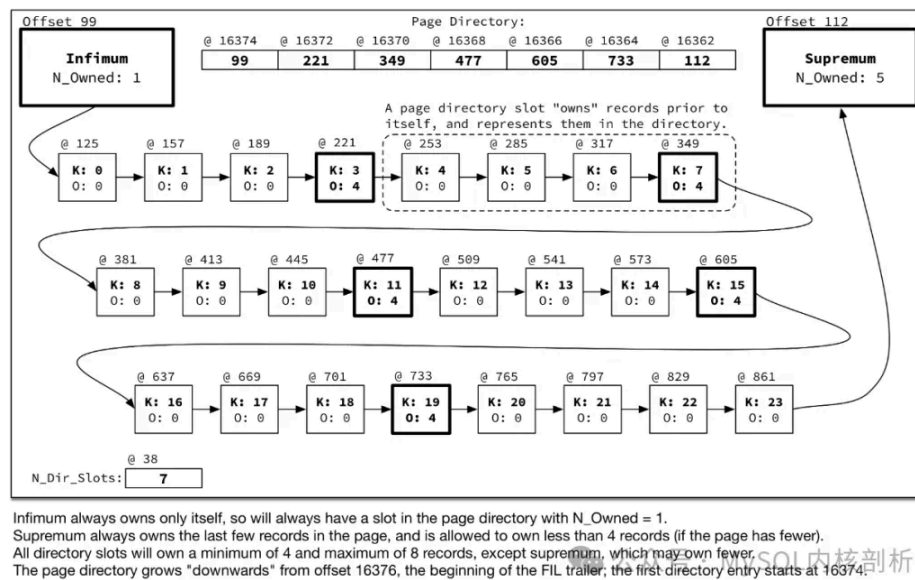 Offset 99
Page Directory:
Offset 112
@ 16374 @ 16372 @ 16370 @ 16368 @ 16366 @ 16364 @ 16362
99 221 349 477 605 733 112
Infimum
N_Owned: 1
Supremum
N_Owned: 5
A page directory slot "owns" records prior to
itself, and represents them in the directory.
@ 125 @ 157 @ 189 @ 221 @ 253 @ 285 @ 317 @ 349
K: 0 K: 1 K: 2 K: 3 K: 4 K: 5 K: 6 K: 7
O: 0 O: 0 O: 0 O: 4 O: 0 O: 0 O: 0 O: 4
@ 381 @ 413 @ 445 @ 477 @ 509 @ 541 @ 573 @ 605
K: 8 K: 9 K: 10 K: 11 K: 12 K: 13 K: 14 K: 15
O: 0 O: 0 O: 0 O: 4 O: 0 O: 0 O: 0 O: 4
@ 637 @ 669 @ 701 @ 733 @ 765 @ 797 @ 829 @ 861
K: 16 K: 17 K: 18 K: 19 K: 20 K: 21 K: 22 K: 23
O: 0 O: 0 O: 0 O: 4 O: 0 O: 0 O: 0 O: 0
@ 38
N_Dir_Slots: 7
Infimum always owns only itself, so will always have a slot in the page directory with N_Owned = 1.
Supremum always owns the last few records in the page, and is allowed to own less than 4 records (if the page has fewer).
All directory slots will own a minimum of 4 and maximum of 8 records, except supremum, which may own fewer.
The page directory grows "downwards" from offset 16376, the beginning of the FIL trailer; the first directory entry starts at 16374.
公众号 · MySQL内核剖析